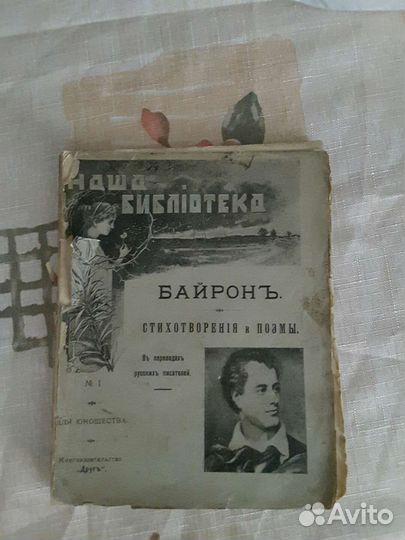 Наша
Библіотека
БАЙРОНЪ.
СТИХОТВОРЕНІЯ и ПОЭМЫ.
Въ переводахъ
русскихъ писателей.
№ 1
ДЛЯ ЮНОШЕСТВА.
Книгоиздательство
„Другъ“.
Avito